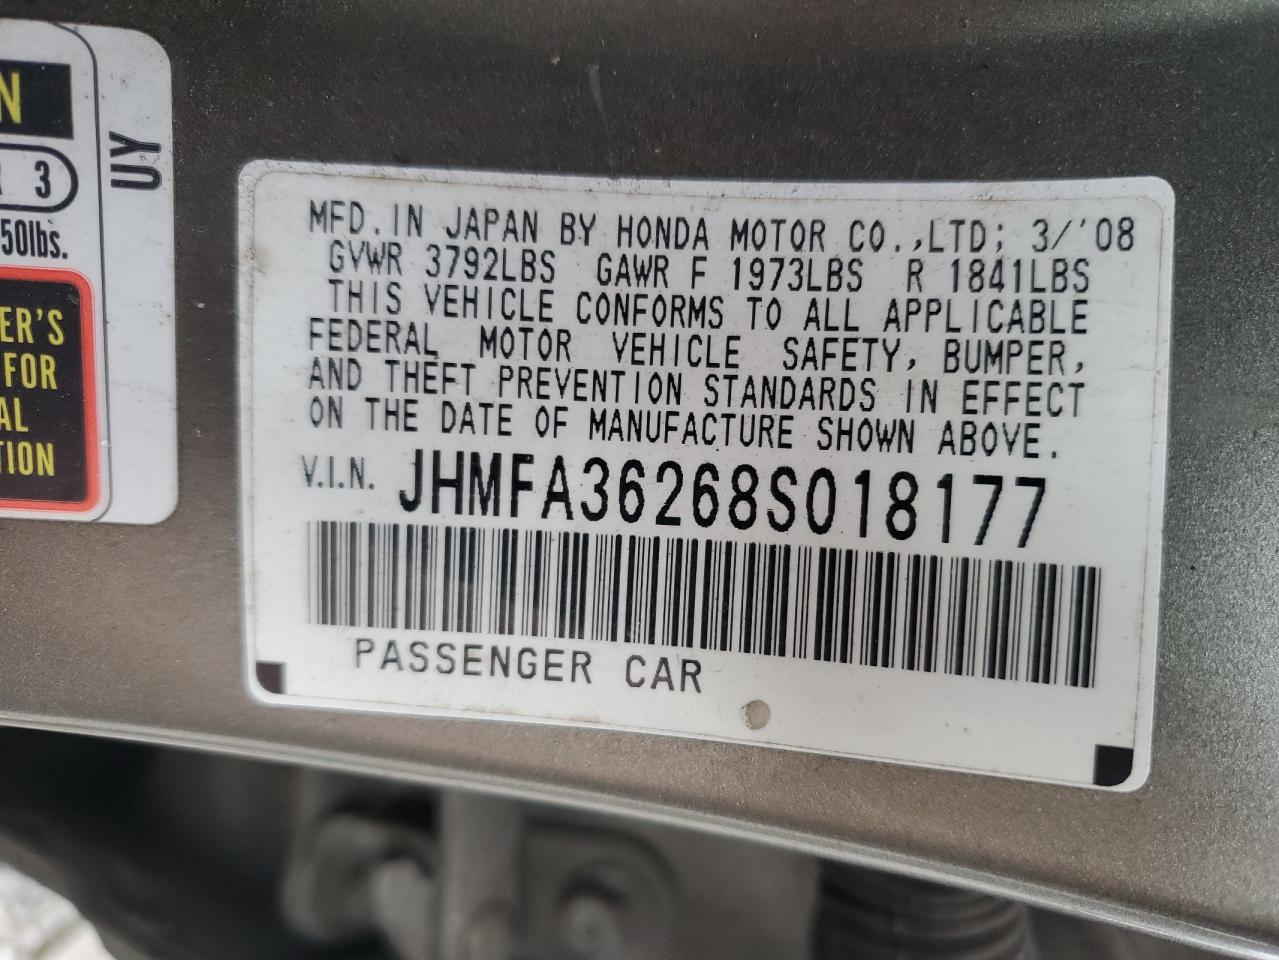 N
3
50lbs.
ER'S
FOR
AL
TION
UY
MFD. IN JAPAN BY HONDA MOTOR CO.,LTD; 3/'08
GVWR 3792LBS GAWR F 1973LBS R 1841LBS
THIS VEHICLE CONFORMS TO ALL APPLICABLE
FEDERAL MOTOR VEHICLE SAFETY, BUMPER,
AND THEFT PREVENTION STANDARDS IN EFFECT
ON THE DATE OF MANUFACTURE SHOWN ABOVE.
V.I.N. JHMFA36268S018177
PASSENGER CAR